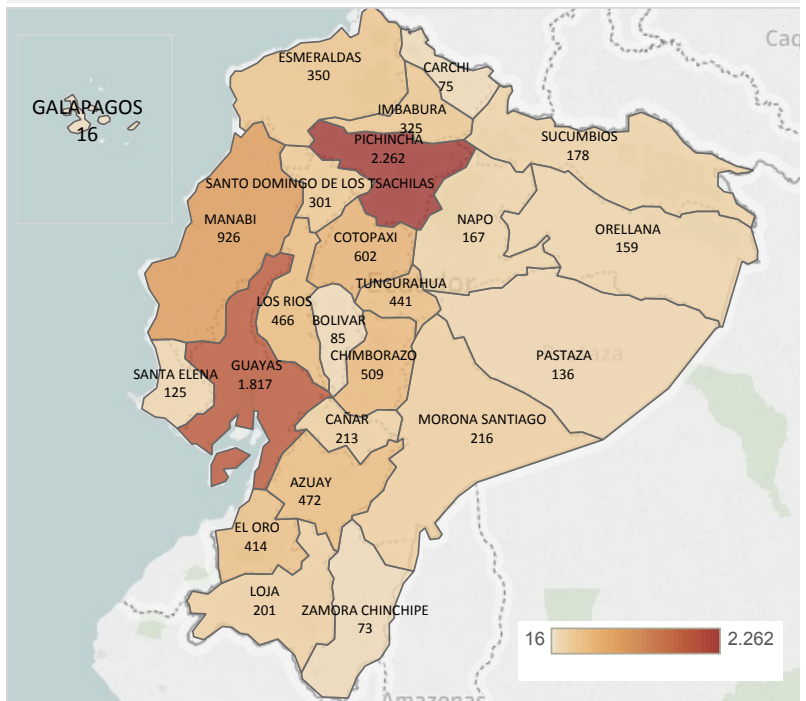 Caq
ESMERALDAS
350
CARCHI
75
GALAPAGOS
16
IMBABURA
325
SUCUMBIOS
178
PICHINCHA
2.262
SANTO DOMINGO DE LOS TSACHILAS
301
MANABI
926
NAPO
167
ORELLANA
159
COTOPAXI
602
Ecuador
TUNGURAHUA
441
LOS RIOS
466
BOLIVAR
85
CHIMBORAZO
509
PASTAZA
136
SANTA ELENA
125
GUAYAS
1.817
CAÑAR
213
MORONA SANTIAGO
216
AZUAY
472
EL ORO
414
LOJA
201
ZAMORA CHINCHIPE
73
16
2.262
Amazonas